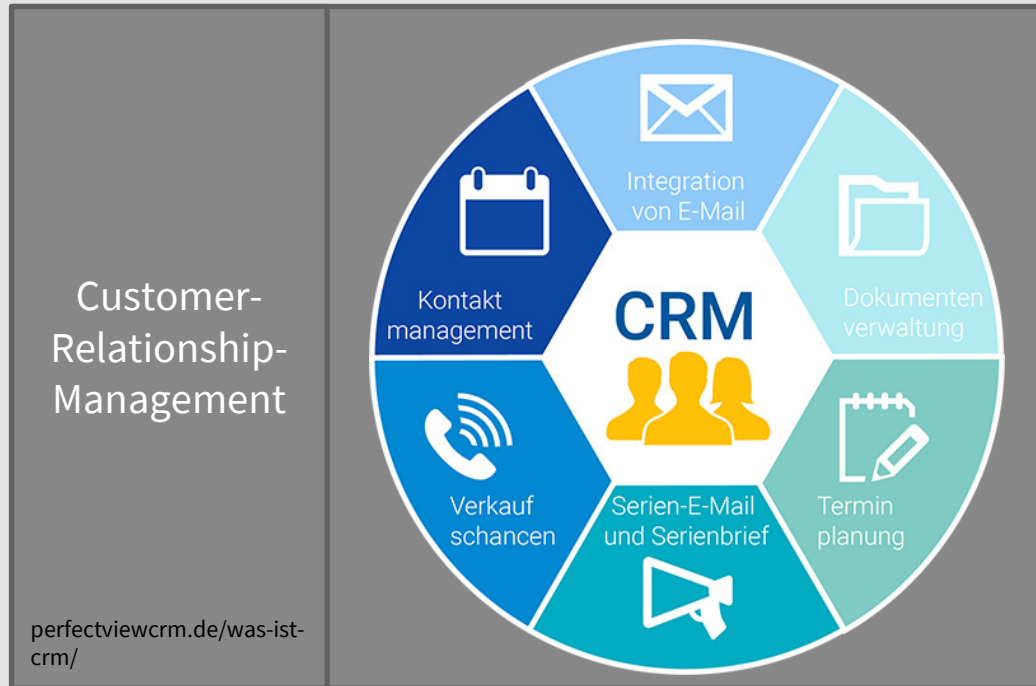 Customer-
Relationship-
Management
perfectviewcrm.de/was-ist-
crm/
Integration
von E-Mail
Kontakt
management
CRM
Dokumenten
verwaltung
Verkauf
schancen
Serien-E-Mail
und Serienbrief
Termin
planung